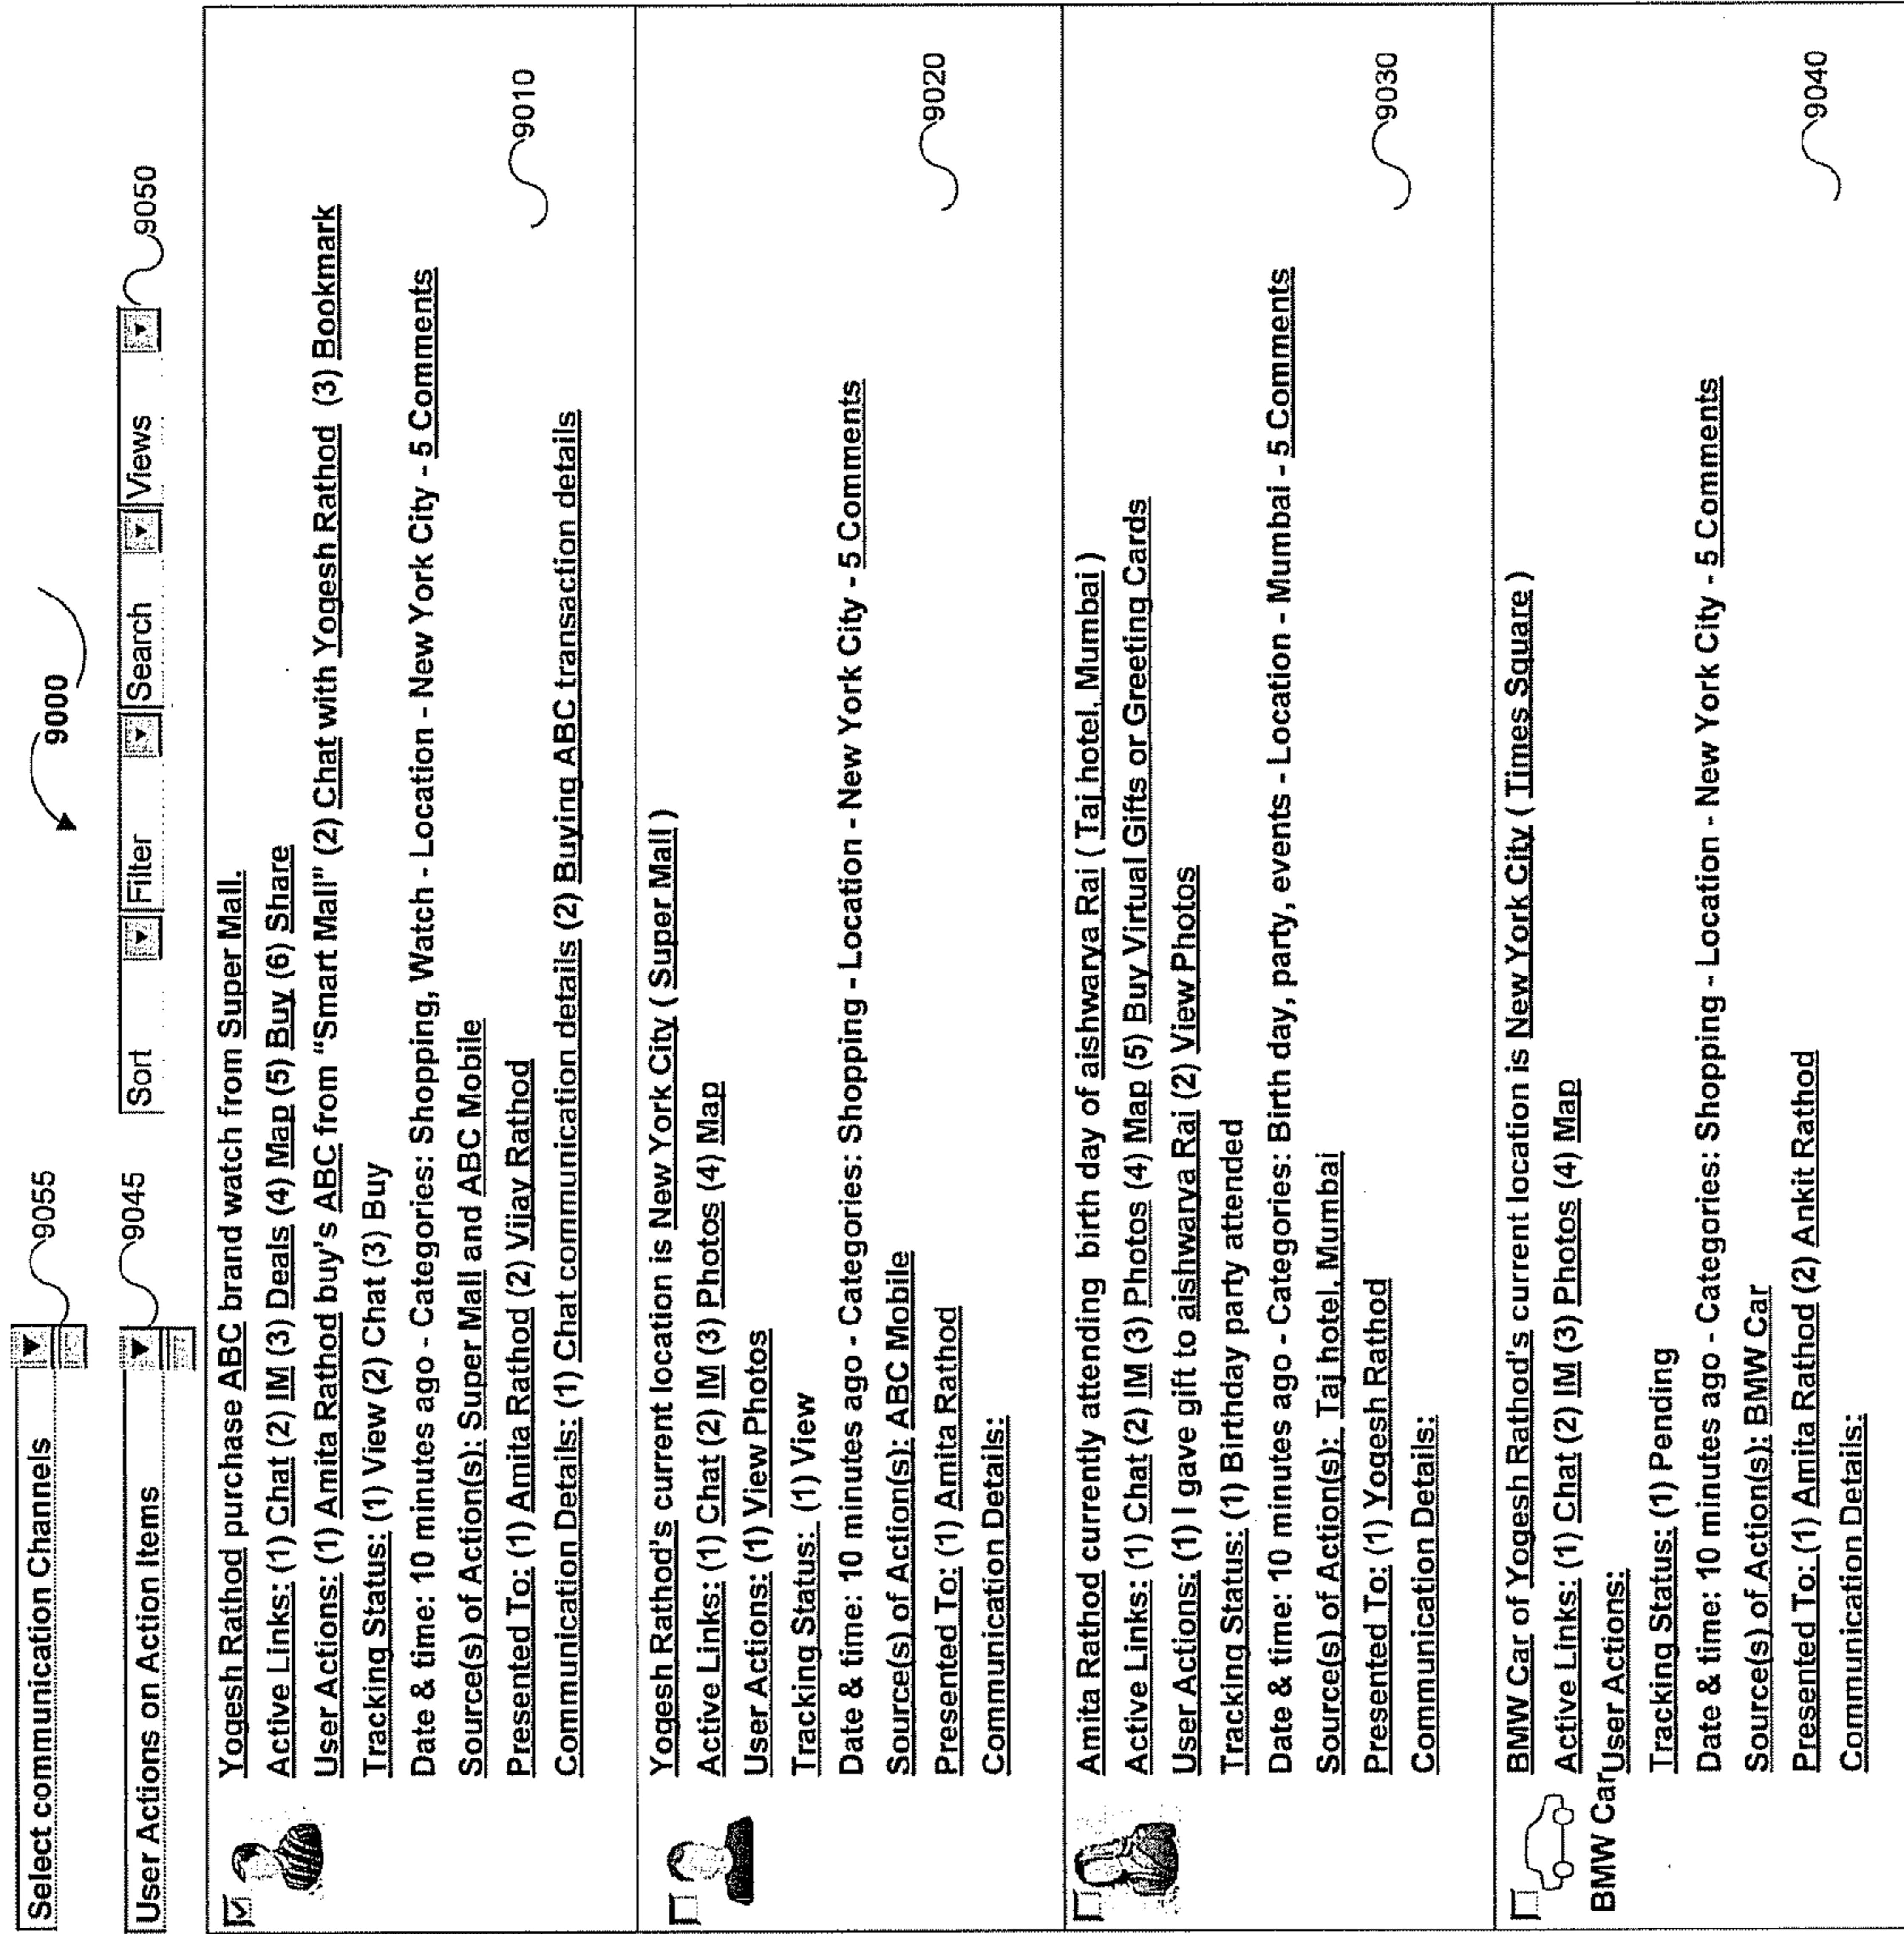 9000
Select communication Channels 9055
User Actions on Action Items 9045 Sort Filter Search Views 9050
Yogesh Rathod purchase ABC brand watch from Super Mall.
Active Links: (1) Chat (2) IM (3) Deals (4) Map (5) Buy (6) Share
User Actions: (1) Amita Rathod buy's ABC from “Smart Mall” (2) Chat with Yogesh Rathod (3) Bookmark
Tracking Status: (1) View (2) Chat (3) Buy
Date & time: 10 minutes ago - Categories: Shopping, Watch - Location - New York City - 5 Comments
Source(s) of Action(s): Super Mall and ABC Mobile
Presented To: (1) Amita Rathod (2) Vijay Rathod
Communication Details: (1) Chat communication details (2) Buying ABC transaction details
9010
Yogesh Rathod's current location is New York City ( Super Mall )
Active Links: (1) Chat (2) IM (3) Photos (4) Map
User Actions: (1) View Photos
Tracking Status: (1) View
Date & time: 10 minutes ago - Categories: Shopping - Location - New York City - 5 Comments
Source(s) of Action(s): ABC Mobile
Presented To: (1) Amita Rathod
Communication Details:
9020
Amita Rathod currently attending birth day of aishwarya Rai ( Taj hotel, Mumbai )
Active Links: (1) Chat (2) IM (3) Photos (4) Map (5) Buy Virtual Gifts or Greeting Cards
User Actions: (1) I gave gift to aishwarya Rai (2) View Photos
Tracking Status: (1) Birthday party attended
Date & time: 10 minutes ago - Categories: Birth day, party, events - Location - Mumbai - 5 Comments
Source(s) of Action(s): Taj hotel, Mumbai
Presented To: (1) Yogesh Rathod
Communication Details:
9030
BMW Car of Yogesh Rathod's current location is New York City ( Times Square )
Active Links: (1) Chat (2) IM (3) Photos (4) Map
BMW Car User Actions:
Tracking Status: (1) Pending
Date & time: 10 minutes ago - Categories: Shopping - Location - New York City - 5 Comments
Source(s) of Action(s): BMW Car
Presented To: (1) Amita Rathod (2) Ankit Rathod
Communication Details:
9040